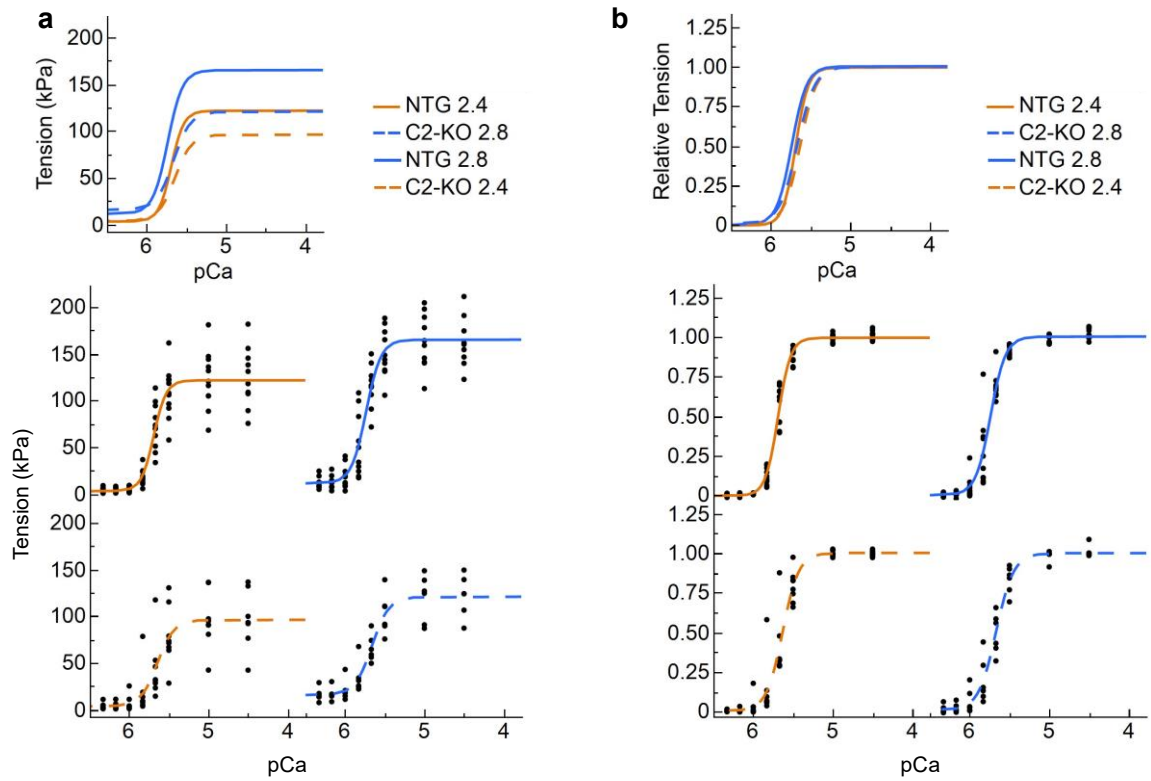 a
200
150
100
50
0
Tension (kPa)
6 5 4
pCa
NTG 2.4
C2-KO 2.8
NTG 2.8
C2-KO 2.4
b
1.25
1.00
0.75
0.50
0.25
0
Relative Tension
6 5 4
pCa
NTG 2.4
C2-KO 2.8
NTG 2.8
C2-KO 2.4
Tension (kPa)
200
150
100
50
0
200
150
100
50
0
6 5 4 6 5 4
pCa
1.25
1.00
0.75
0.50
0.25
0
1.25
1.00
0.75
0.50
0.25
0
6 5 4 6 5 4
pCa